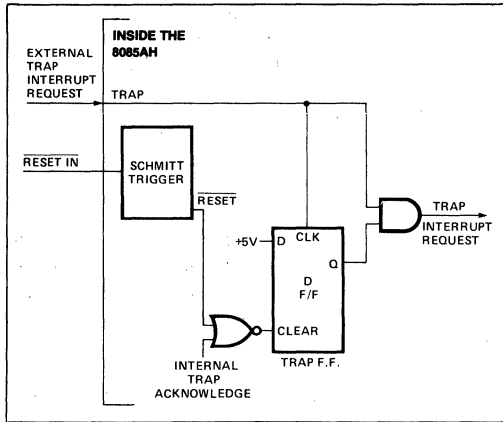 INSIDE THE
8085AH
EXTERNAL
TRAP
INTERRUPT
REQUEST
TRAP
RESET IN
SCHMITT
TRIGGER
RESET
+5V
D
CLK
Q
D
F/F
CLEAR
TRAP F.F.
INTERNAL
TRAP
ACKNOWLEDGE
TRAP
INTERRUPT
REQUEST